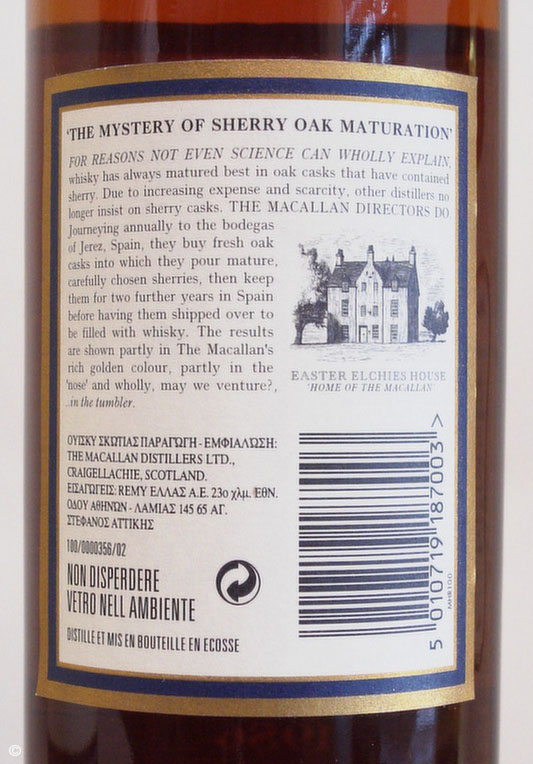 'THE MYSTERY OF SHERRY OAK MATURATION'
FOR REASONS NOT EVEN SCIENCE CAN WHOLLY EXPLAIN,
whisky has always matured best in oak casks that have contained
sherry. Due to increasing expense and scarcity, other distillers no
longer insist on sherry casks. THE MACALLAN DIRECTORS DO.
Journeying annually to the bodegas
of Jerez, Spain, they buy fresh oak
casks into which they pour mature,
carefully chosen sherries, then keep
them for two further years in Spain
before having them shipped over to
be filled with whisky. The results
are shown partly in The Macallan's
rich golden colour, partly in the
'nose' and wholly, may we venture?,
..in the tumbler.
EASTER ELCHIES HOUSE
'HOME OF THE MACALLAN'
ΟΥΙΣΚΥ ΣΚΩΤΙΑΣ ΠΑΡΑΓΩΓΗ - ΕΜΦΙΑΛΩΣΗ:
THE MACALLAN DISTILLERS LTD.,
CRAIGELLACHIE, SCOTLAND.
ΕΙΣΑΓΩΓΕΙΣ: REMY ΕΛΛΑΣ Α.Ε. 23ο χλμ. ΕΘΝ.
ΟΔΟΥ ΑΘΗΝΩΝ - ΛΑΜΙΑΣ 145 65 ΑΓ.
ΣΤΕΦΑΝΟΣ ΑΤΤΙΚΗΣ
100/0000356/02
NON DISPERDERE
VETRO NELL AMBIENTE
DISTILLE ET MIS EN BOUTEILLE EN ECOSSE
5 010719 187003 >
MHR100
©